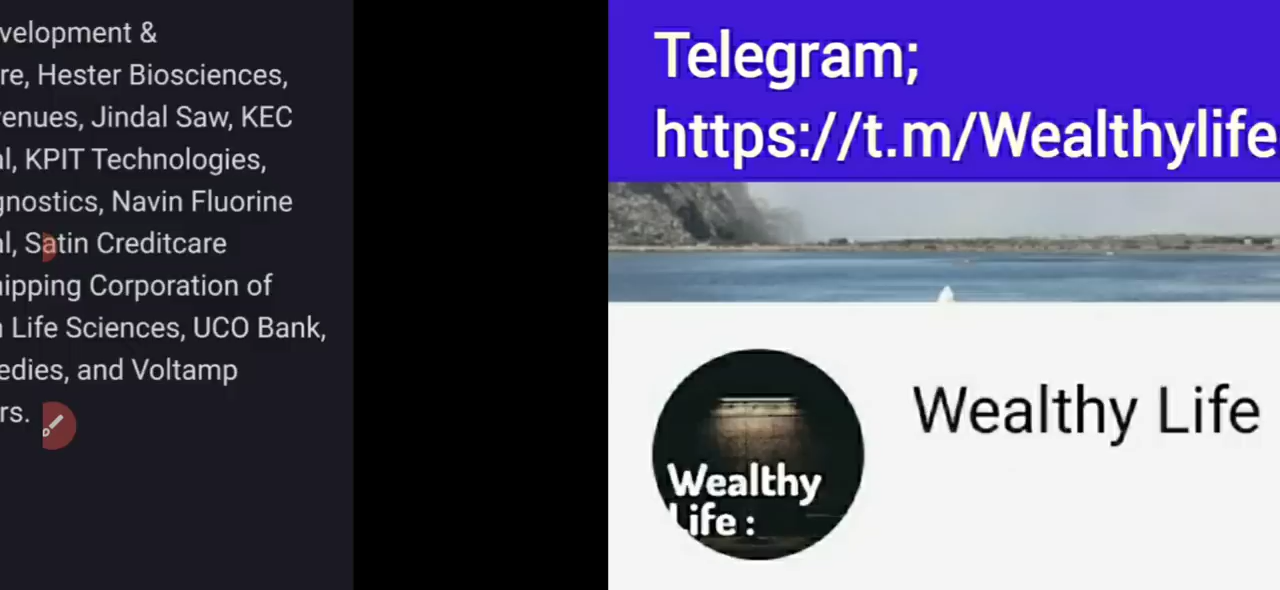 velopment &
re, Hester Biosciences,
venues, Jindal Saw, KEC
al, KPIT Technologies,
gnostics, Navin Fluorine
al, Satin Creditcare
hipping Corporation of
n Life Sciences, UCO Bank,
edies, and Voltamp
rs.
Telegram;
https://t.m/Wealthylife
Wealthy Life
Wealthy
Life :